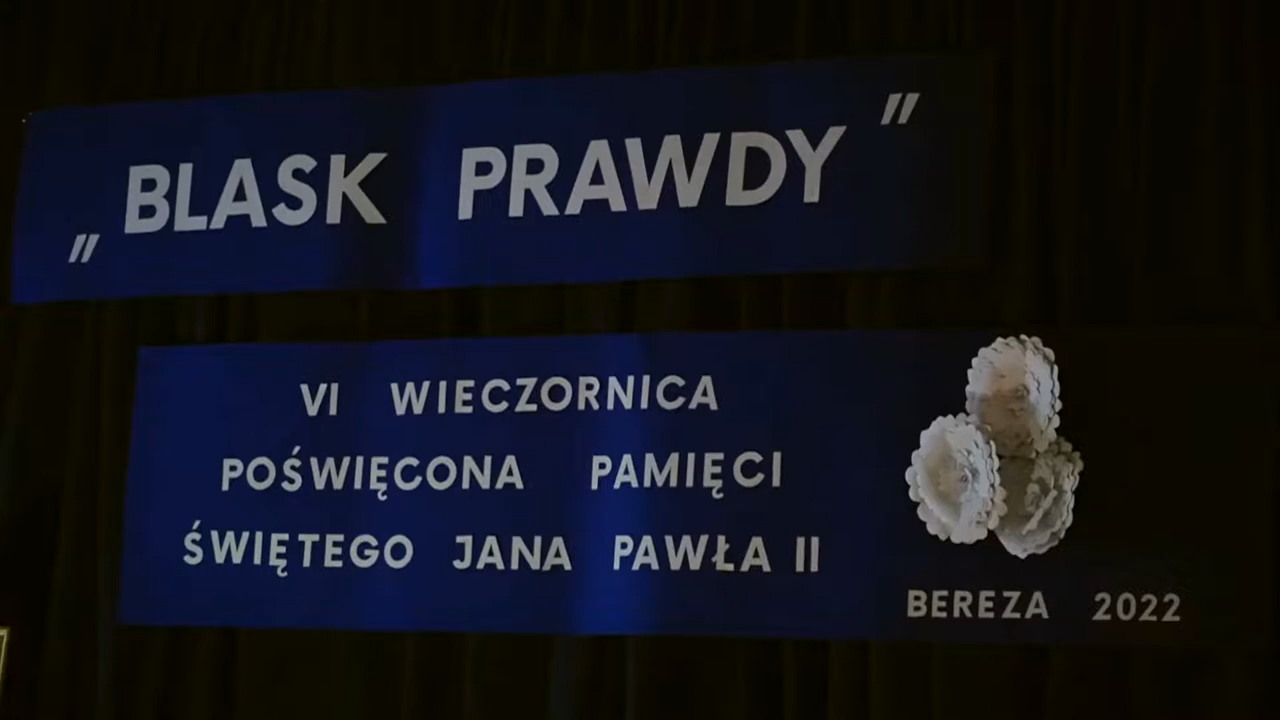 „BLASK PRAWDY”
VI WIECZORNICA
POŚWIĘCONA PAMIĘCI
ŚWIĘTEGO JANA PAWŁA II
BEREZA 2022